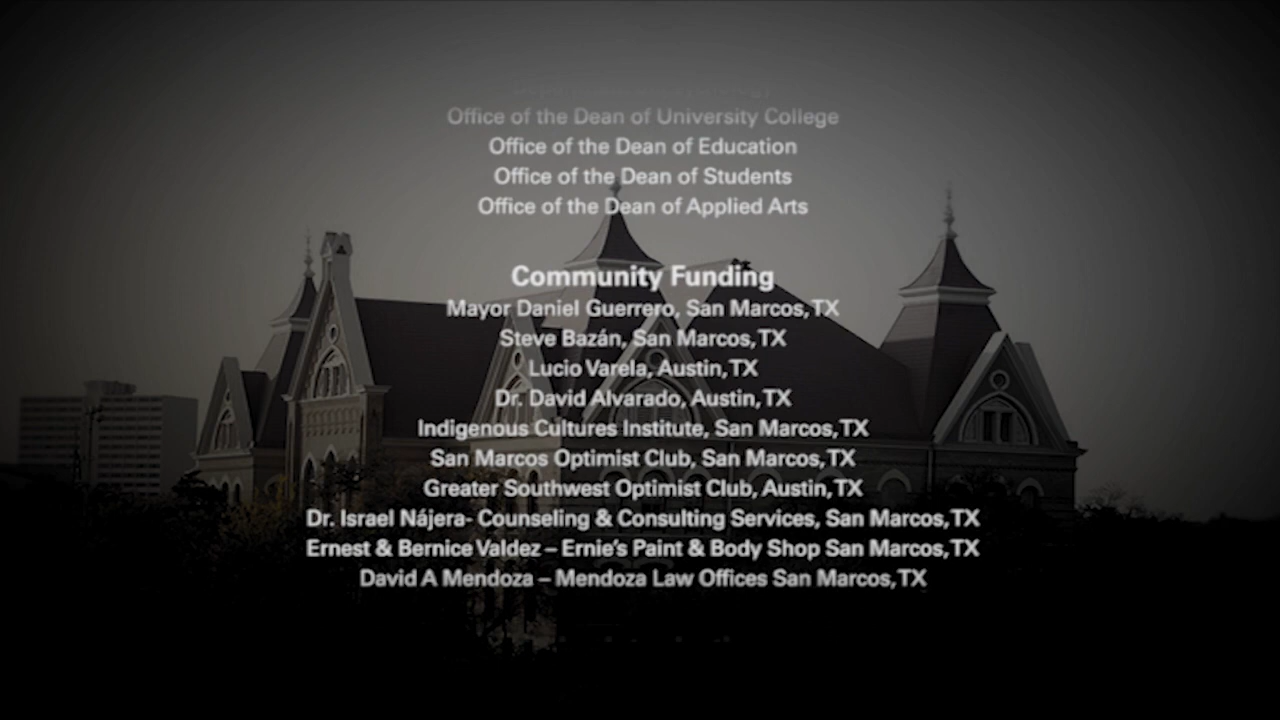 Office of the Dean of University College
Office of the Dean of Education
Office of the Dean of Students
Office of the Dean of Applied Arts
Community Funding
Mayor Daniel Guerrero, San Marcos,TX
Steve Bazán, San Marcos,TX
Lucio Varela, Austin,TX
Dr. David Alvarado, Austin,TX
Indigenous Cultures Institute, San Marcos,TX
San Marcos Optimist Club, San Marcos,TX
Greater Southwest Optimist Club, Austin,TX
Dr. Israel Nájera- Counseling & Consulting Services, San Marcos,TX
Ernest & Bernice Valdez – Ernie's Paint & Body Shop San Marcos,TX
David A Mendoza – Mendoza Law Offices San Marcos,TX